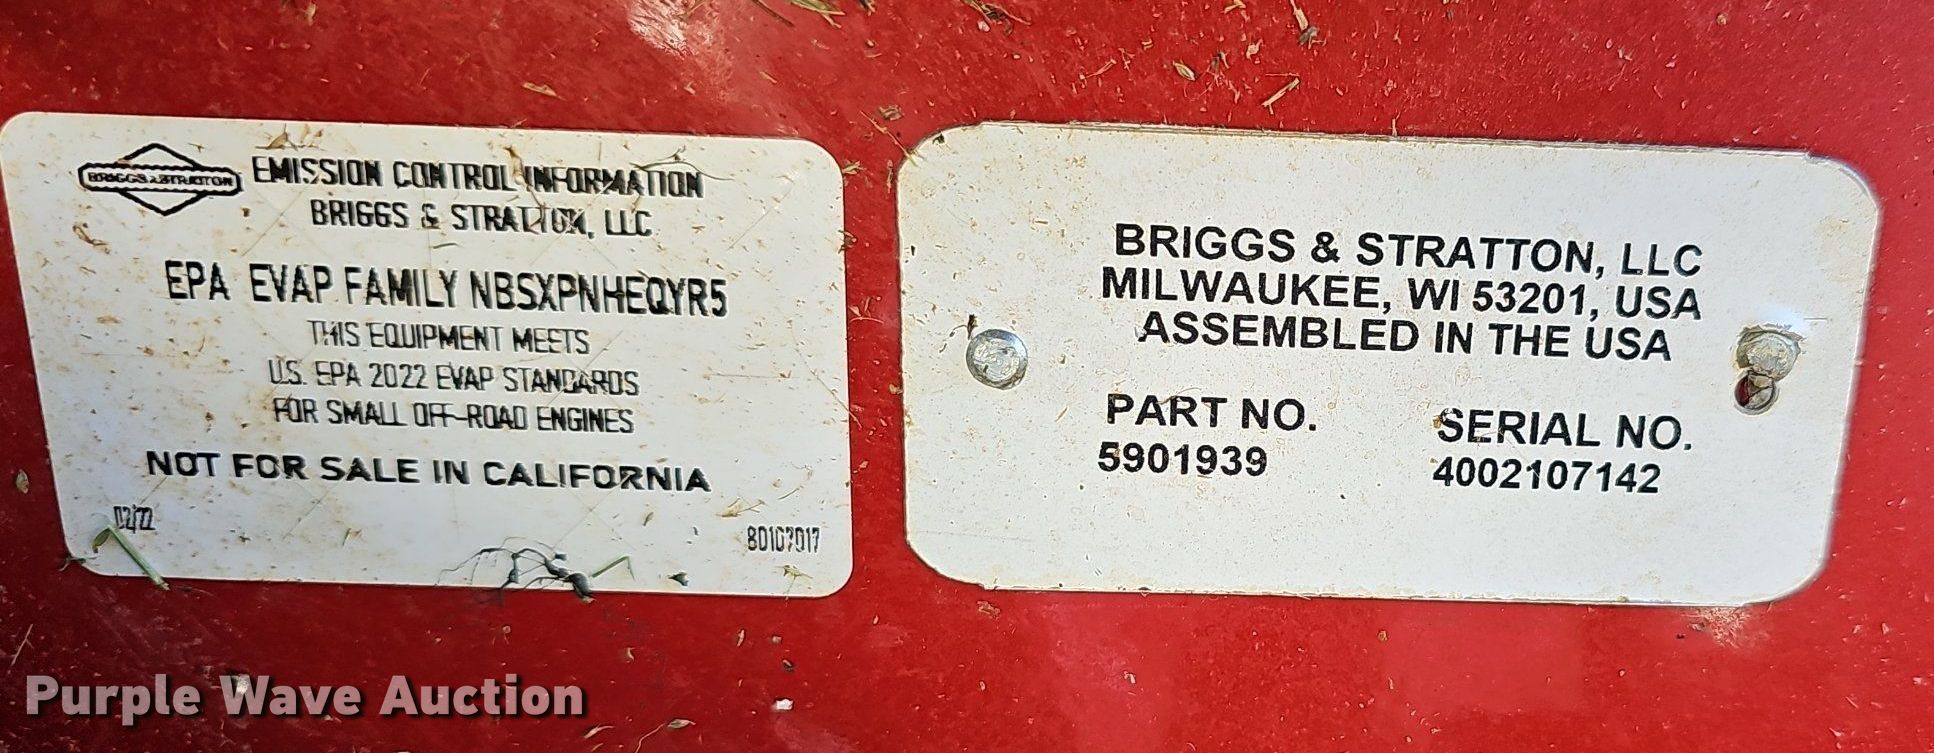 BRIGGS & STRATTON
EMISSION CONTROL INFORMATION
BRIGGS & STRATTON, LLC
EPA EVAP FAMILY NBSXPNHEQYR5
THIS EQUIPMENT MEETS
U.S. EPA 2022 EVAP STANDARDS
FOR SMALL OFF-ROAD ENGINES
NOT FOR SALE IN CALIFORNIA
02/22
80107017
BRIGGS & STRATTON, LLC
MILWAUKEE, WI 53201, USA
ASSEMBLED IN THE USA
PART NO.
5901939
SERIAL NO.
4002107142
Purple Wave Auction